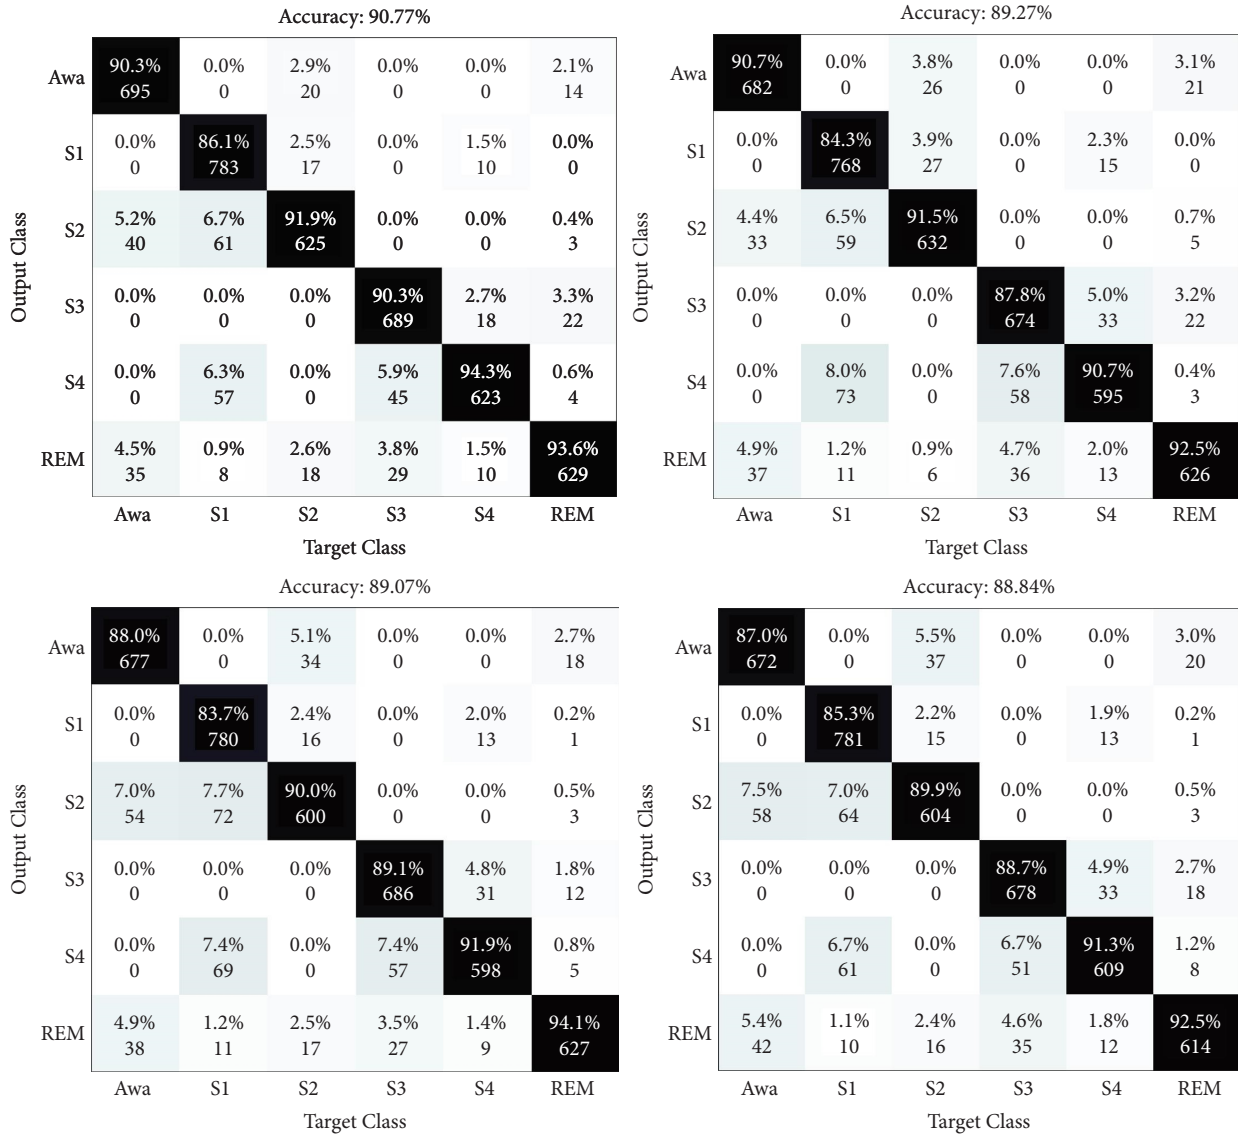 Accuracy: 90.77%
Output Class
Awa
90.3% 0.0% 2.9% 0.0% 0.0% 2.1%
695 0 20 0 0 14
S1
0.0% 86.1% 2.5% 0.0% 1.5% 0.0%
0 783 17 0 10 0
S2
5.2% 6.7% 91.9% 0.0% 0.0% 0.4%
40 61 625 0 0 3
S3
0.0% 0.0% 0.0% 90.3% 2.7% 3.3%
0 0 0 689 18 22
S4
0.0% 6.3% 0.0% 5.9% 94.3% 0.6%
0 57 0 45 623 4
REM
4.5% 0.9% 2.6% 3.8% 1.5% 93.6%
35 8 18 29 10 629
Awa S1 S2 S3 S4 REM
Target Class
Accuracy: 89.27%
Output Class
Awa
90.7% 0.0% 3.8% 0.0% 0.0% 3.1%
682 0 26 0 0 21
S1
0.0% 84.3% 3.9% 0.0% 2.3% 0.0%
0 768 27 0 15 0
S2
4.4% 6.5% 91.5% 0.0% 0.0% 0.7%
33 59 632 0 0 5
S3
0.0% 0.0% 0.0% 87.8% 5.0% 3.2%
0 0 0 674 33 22
S4
0.0% 8.0% 0.0% 7.6% 90.7% 0.4%
0 73 0 58 595 3
REM
4.9% 1.2% 0.9% 4.7% 2.0% 92.5%
37 11 6 36 13 626
Awa S1 S2 S3 S4 REM
Target Class
Accuracy: 89.07%
Output Class
Awa
88.0% 0.0% 5.1% 0.0% 0.0% 2.7%
677 0 34 0 0 18
S1
0.0% 83.7% 2.4% 0.0% 2.0% 0.2%
0 780 16 0 13 1
S2
7.0% 7.7% 90.0% 0.0% 0.0% 0.5%
54 72 600 0 0 3
S3
0.0% 0.0% 0.0% 89.1% 4.8% 1.8%
0 0 0 686 31 12
S4
0.0% 7.4% 0.0% 7.4% 91.9% 0.8%
0 69 0 57 598 5
REM
4.9% 1.2% 2.5% 3.5% 1.4% 94.1%
38 11 17 27 9 627
Awa S1 S2 S3 S4 REM
Target Class
Accuracy: 88.84%
Output Class
Awa
87.0% 0.0% 5.5% 0.0% 0.0% 3.0%
672 0 37 0 0 20
S1
0.0% 85.3% 2.2% 0.0% 1.9% 0.2%
0 781 15 0 13 1
S2
7.5% 7.0% 89.9% 0.0% 0.0% 0.5%
58 64 604 0 0 3
S3
0.0% 0.0% 0.0% 88.7% 4.9% 2.7%
0 0 0 678 33 18
S4
0.0% 6.7% 0.0% 6.7% 91.3% 1.2%
0 61 0 51 609 8
REM
5.4% 1.1% 2.4% 4.6% 1.8% 92.5%
42 10 16 35 12 614
Awa S1 S2 S3 S4 REM
Target Class